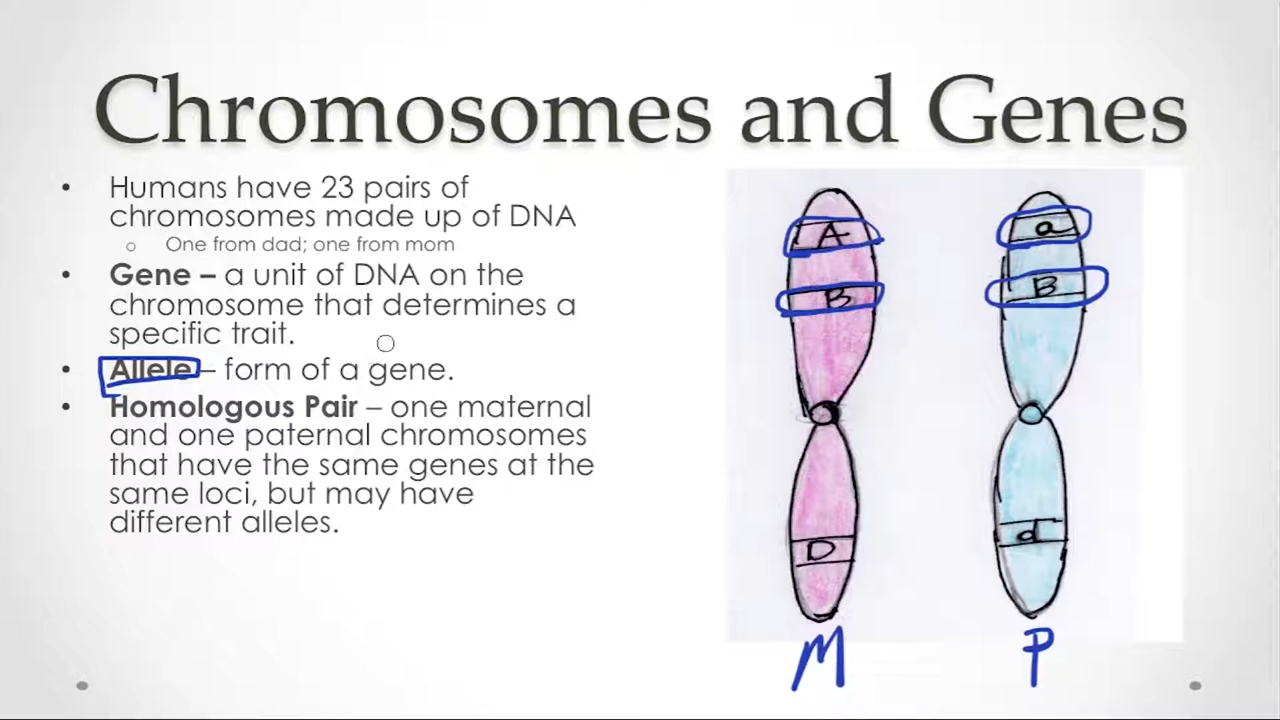 Chromosomes and Genes
• Humans have 23 pairs of
chromosomes made up of DNA
o One from dad; one from mom
• Gene – a unit of DNA on the
chromosome that determines a
specific trait.
• Allele – form of a gene.
• Homologous Pair – one maternal
and one paternal chromosomes
that have the same genes at the
same loci, but may have
different alleles.
A a
B B
D d
M P